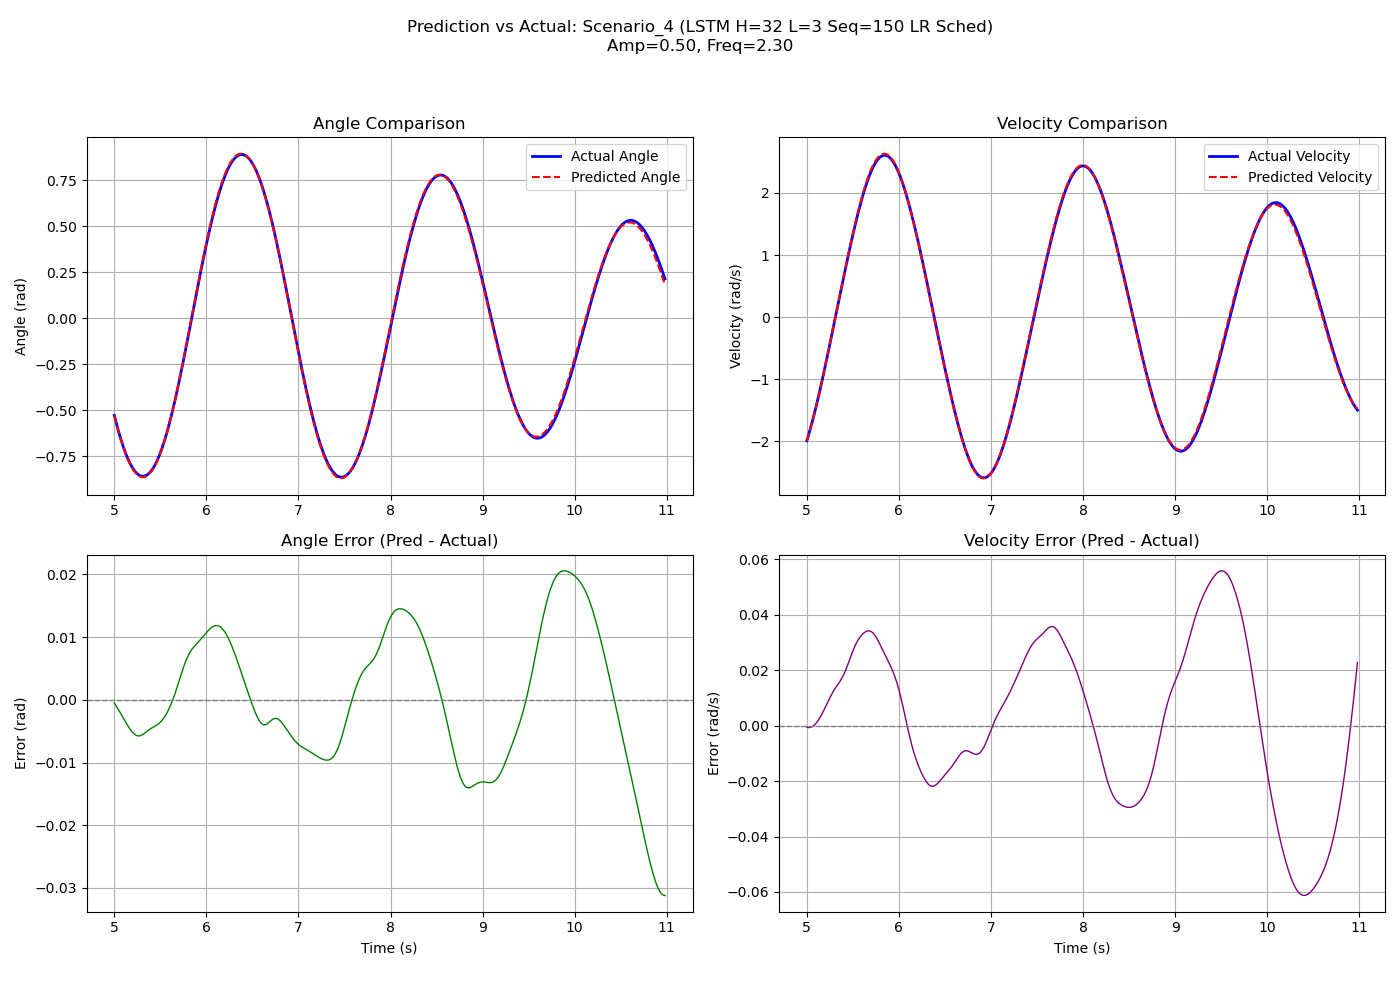 Prediction vs Actual: Scenario_4 (LSTM H=32 L=3 Seq=150 LR Sched)
Amp=0.50, Freq=2.30
Angle Comparison
Actual Angle
Predicted Angle
Angle (rad)
0.75
0.50
0.25
0.00
−0.25
−0.50
−0.75
5 6 7 8 9 10 11
Velocity Comparison
Actual Velocity
Predicted Velocity
Velocity (rad/s)
2
1
0
−1
−2
5 6 7 8 9 10 11
Angle Error (Pred - Actual)
Error (rad)
0.02
0.01
0.00
−0.01
−0.02
−0.03
5 6 7 8 9 10 11
Time (s)
Velocity Error (Pred - Actual)
Error (rad/s)
0.06
0.04
0.02
0.00
−0.02
−0.04
−0.06
5 6 7 8 9 10 11
Time (s)